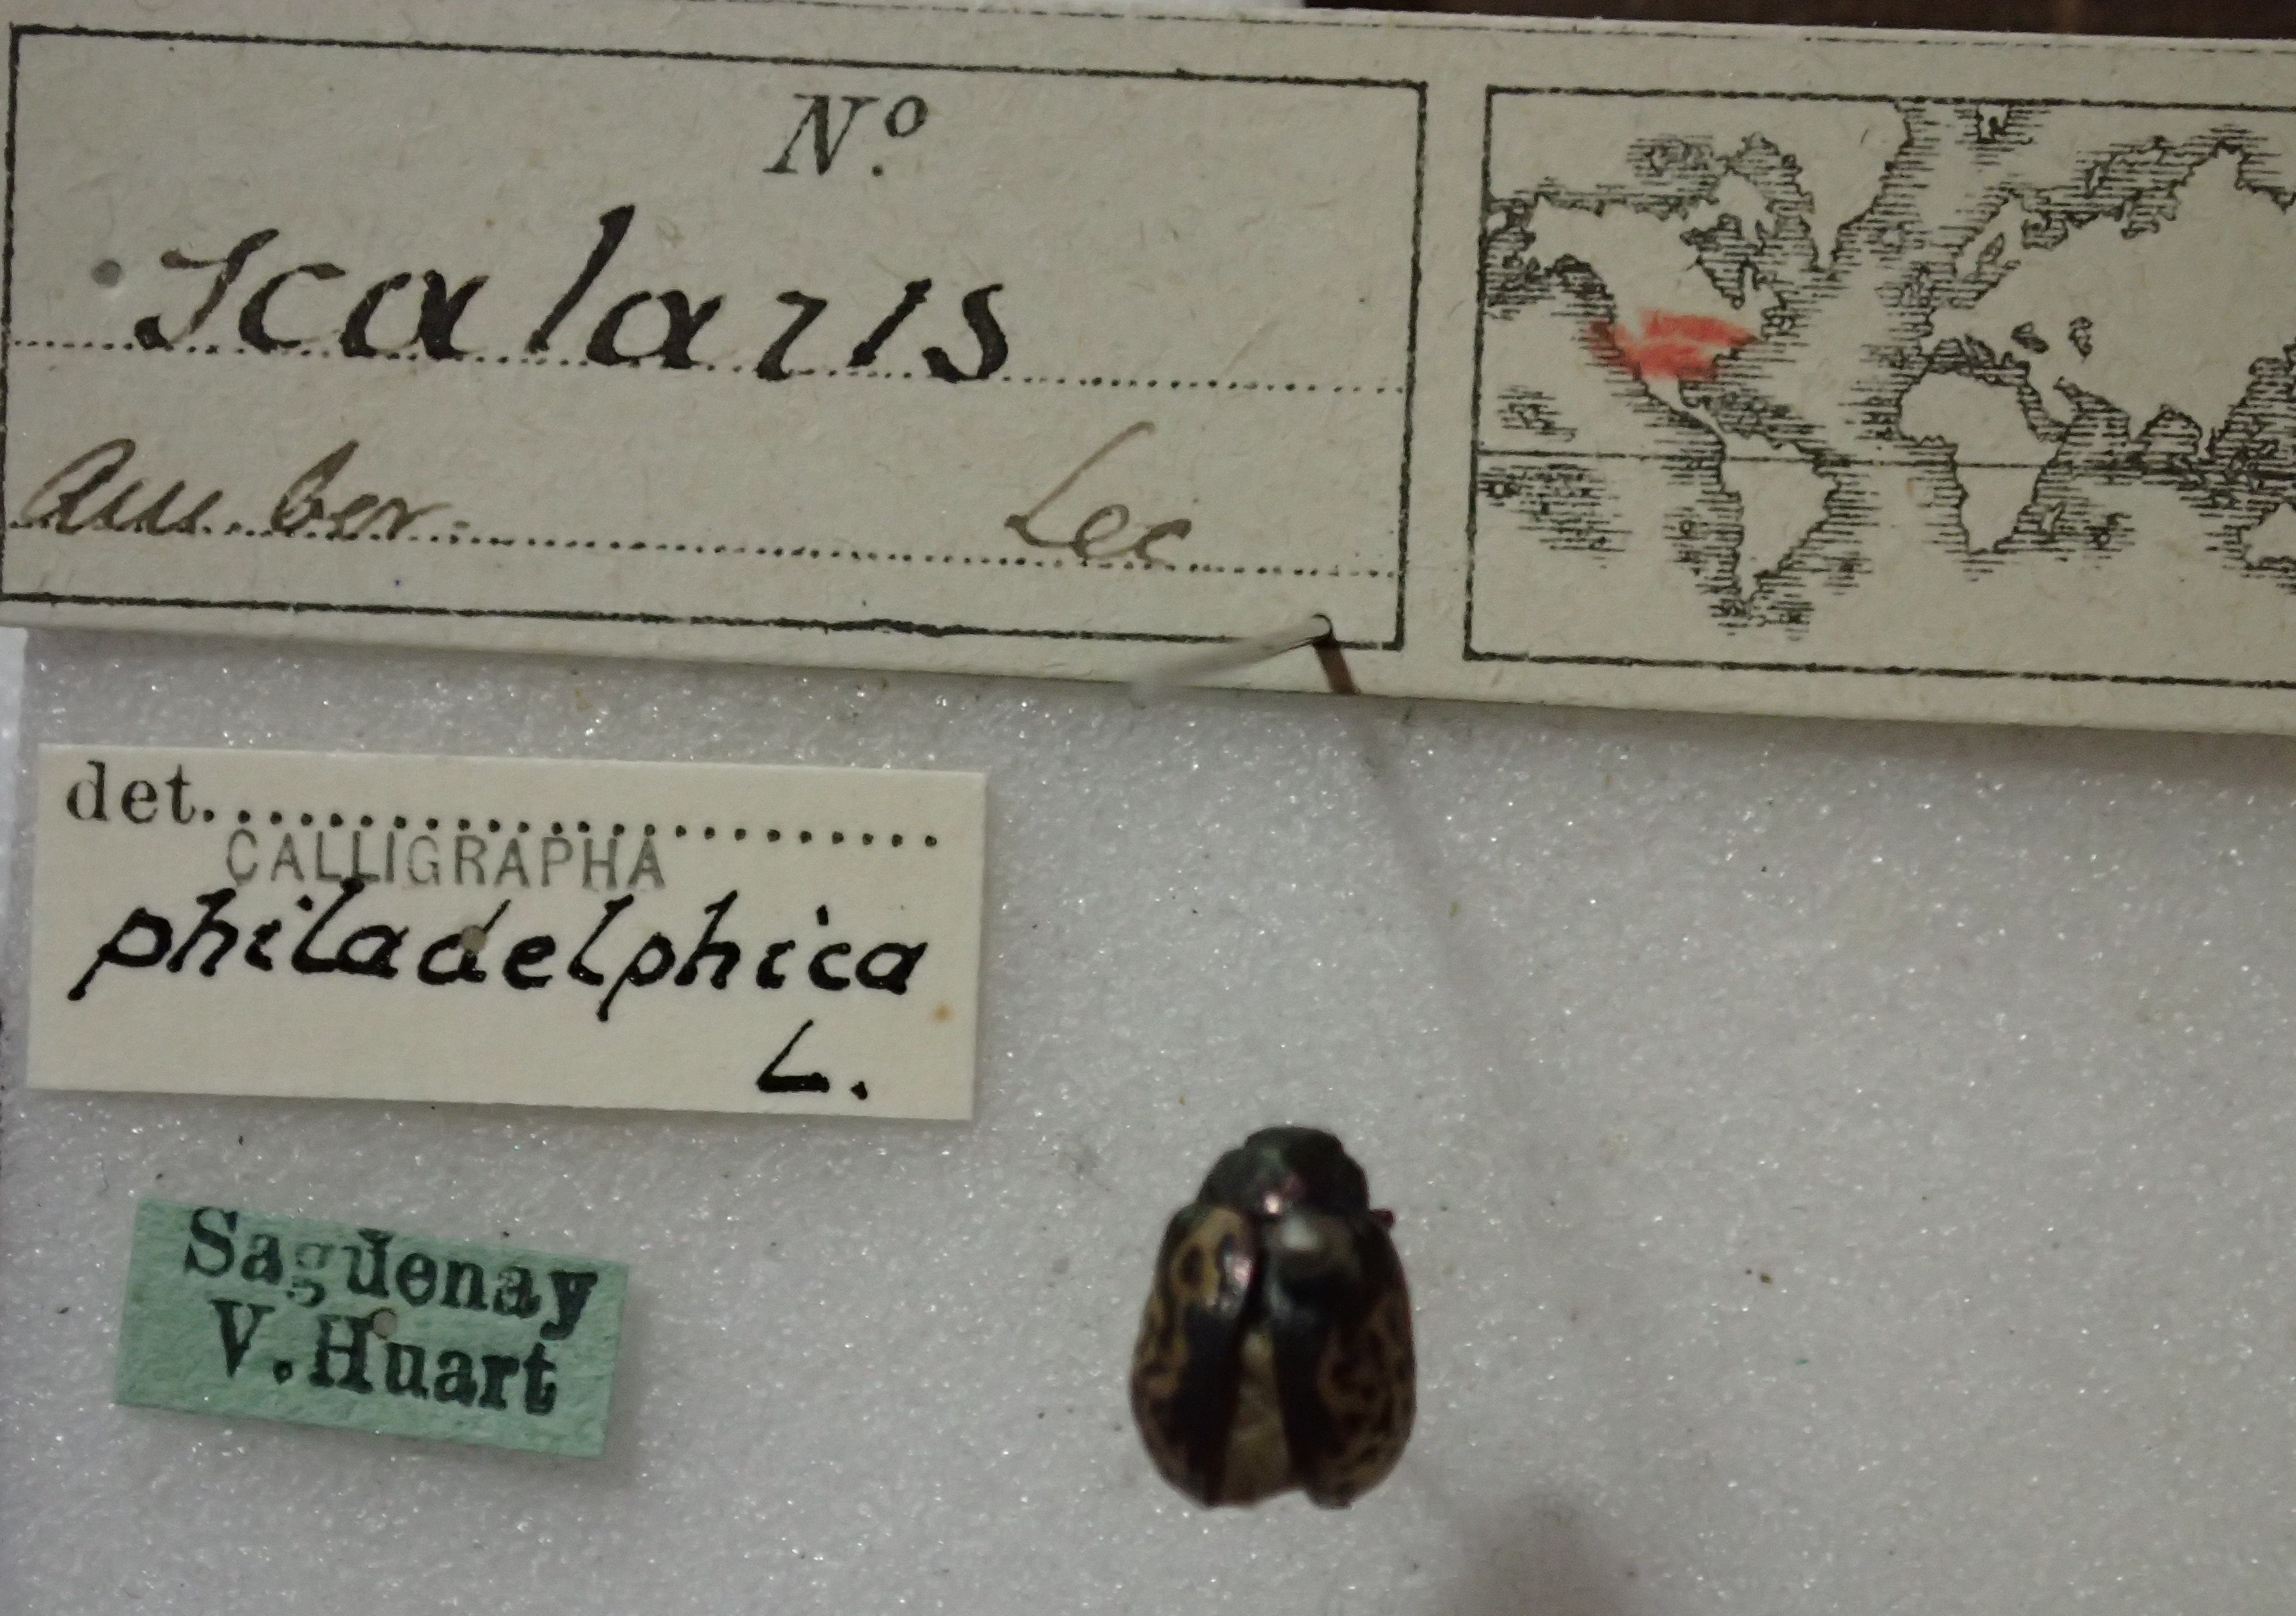 No.
Scalaris
Am. bor. Lec
det.
CALLIGRAPHA
philadelphica
L.
Saguenay
V. Huart